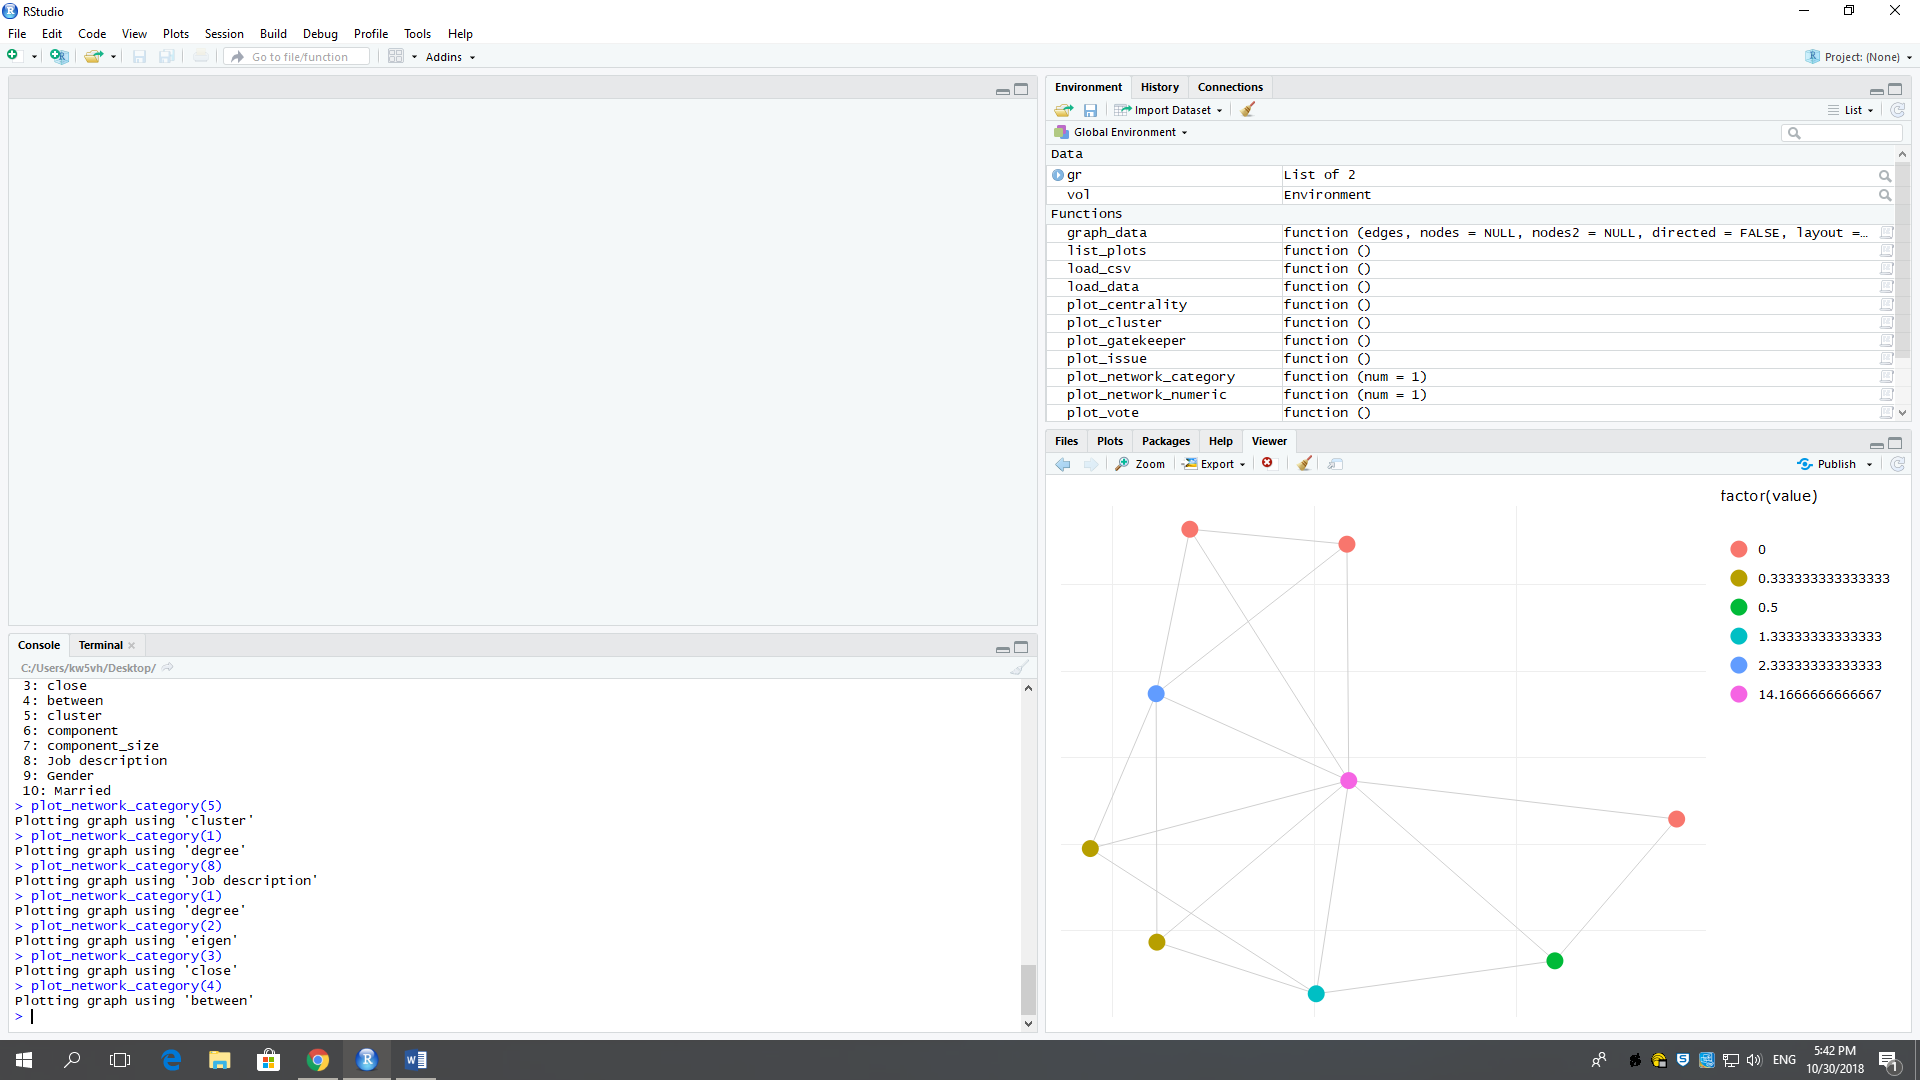 RStudio
File Edit Code View Plots Session Build Debug Profile Tools Help
Go to file/function Addins Project: (None)
Environment History Connections
Import Dataset List
Global Environment
Data
gr List of 2
vol Environment
Functions
graph_data function (edges, nodes = NULL, nodes2 = NULL, directed = FALSE, layout =…
list_plots function ()
load_csv function ()
load_data function ()
plot_centrality function ()
plot_cluster function ()
plot_gatekeeper function ()
plot_issue function ()
plot_network_category function (num = 1)
plot_network_numeric function (num = 1)
plot_vote function ()
Files Plots Packages Help Viewer
Zoom Export Publish
factor(value)
0
0.333333333333333
0.5
1.33333333333333
2.33333333333333
14.1666666666667
Console Terminal
C:/Users/kw5vh/Desktop/
3: close
4: between
5: cluster
6: component
7: component_size
8: Job description
9: Gender
10: Married
> plot_network_category(5)
Plotting graph using 'cluster'
> plot_network_category(1)
Plotting graph using 'degree'
> plot_network_category(8)
Plotting graph using 'Job description'
> plot_network_category(1)
Plotting graph using 'degree'
> plot_network_category(2)
Plotting graph using 'eigen'
> plot_network_category(3)
Plotting graph using 'close'
> plot_network_category(4)
Plotting graph using 'between'
>
ENG
5:42 PM
10/30/2018
1